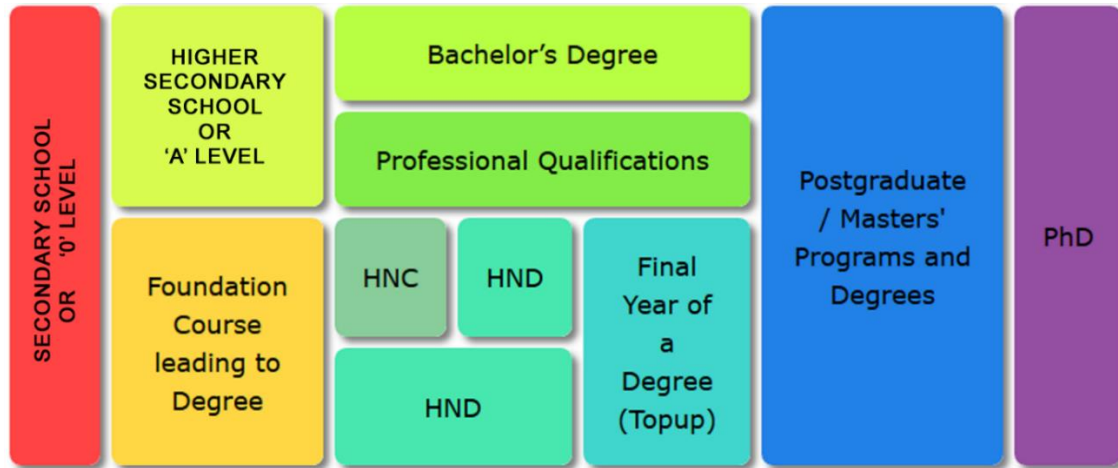 SECONDARY SCHOOL
OR '0' LEVEL
HIGHER
SECONDARY
SCHOOL
OR
‘A’ LEVEL
Foundation
Course
leading to
Degree
Bachelor’s Degree
Professional Qualifications
HNC
HND
HND
Final
Year of
a
Degree
(Topup)
Postgraduate
/ Masters'
Programs and
Degrees
PhD